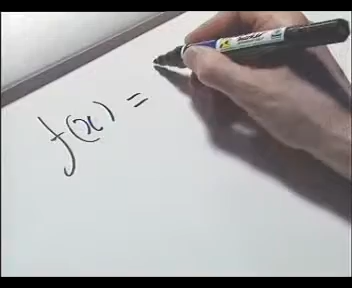 f(x) =